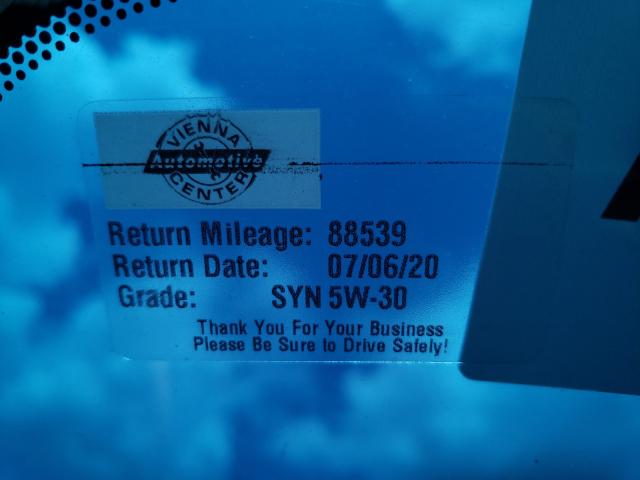 VIENNA
Automotive
CENTER
Return Mileage: 88539
Return Date: 07/06/20
Grade: SYN 5W-30
Thank You For Your Business
Please Be Sure to Drive Safely!